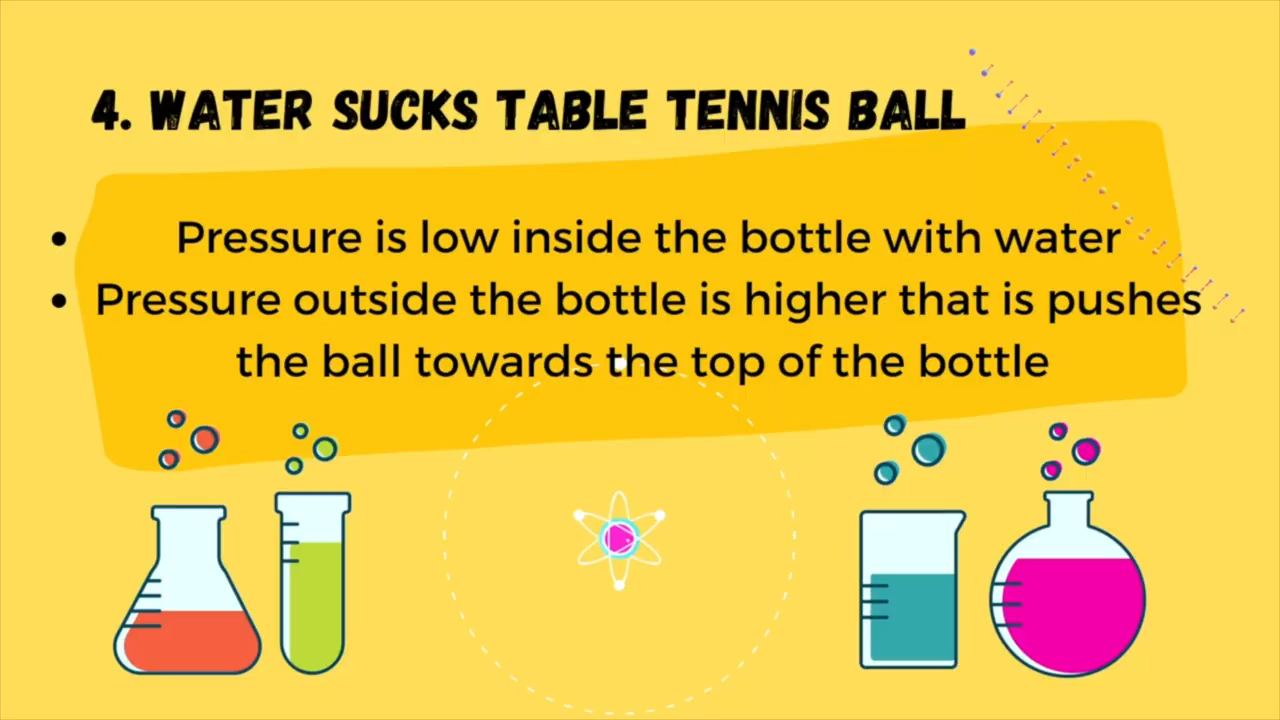 4. WATER SUCKS TABLE TENNIS BALL
• Pressure is low inside the bottle with water
• Pressure outside the bottle is higher that is pushes
the ball towards the top of the bottle